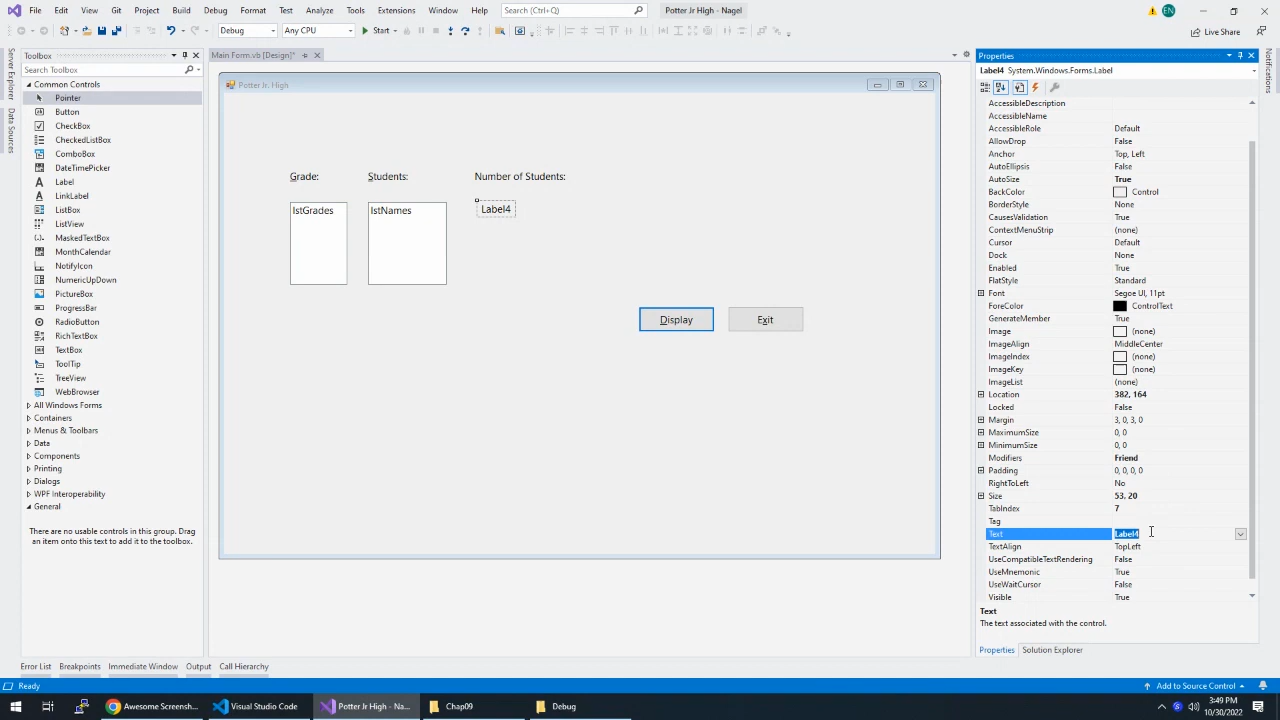 File Edit View Git Project Build Debug Format Test Analyze Tools Extensions Window Help Search (Ctrl+Q) Potter Jr High - Nagel EN
Debug Any CPU Start Live Share
Server Explorer
Data Sources
Toolbox
Search Toolbox
Common Controls
Pointer
Button
CheckBox
CheckedListBox
ComboBox
DateTimePicker
Label
LinkLabel
ListBox
ListView
MaskedTextBox
MonthCalendar
NotifyIcon
NumericUpDown
PictureBox
ProgressBar
RadioButton
RichTextBox
TextBox
ToolTip
TreeView
WebBrowser
All Windows Forms
Containers
Menus & Toolbars
Data
Components
Printing
Dialogs
WPF Interoperability
General
There are no usable controls in this group. Drag
an item onto this text to add it to the toolbox.
Main Form.vb [Design]*
Potter Jr. High
Grade: Students: Number of Students:
lstGrades lstNames Label4
Display Exit
Properties
Label4 System.Windows.Forms.Label
AccessibleDescription
AccessibleName
AccessibleRole Default
AllowDrop False
Anchor Top, Left
AutoEllipsis False
AutoSize True
BackColor Control
BorderStyle None
CausesValidation True
ContextMenuStrip (none)
Cursor Default
Dock None
Enabled True
FlatStyle Standard
Font Segoe UI, 11pt
ForeColor ControlText
GenerateMember True
Image (none)
ImageAlign MiddleCenter
ImageIndex (none)
ImageKey (none)
ImageList (none)
Location 382, 164
Locked False
Margin 3, 0, 3, 0
MaximumSize 0, 0
MinimumSize 0, 0
Modifiers Friend
Padding 0, 0, 0, 0
RightToLeft No
Size 53, 20
TabIndex 7
Tag
Text Label4
TextAlign TopLeft
UseCompatibleTextRendering False
UseMnemonic True
UseWaitCursor False
Visible True
Text
The text associated with the control.
Properties Solution Explorer
Notifications
Error List Breakpoints Immediate Window Output Call Hierarchy
Ready Add to Source Control
Awesome Screensh... Visual Studio Code Potter Jr High - Na... Chap09 Debug 3:49 PM
10/30/2022